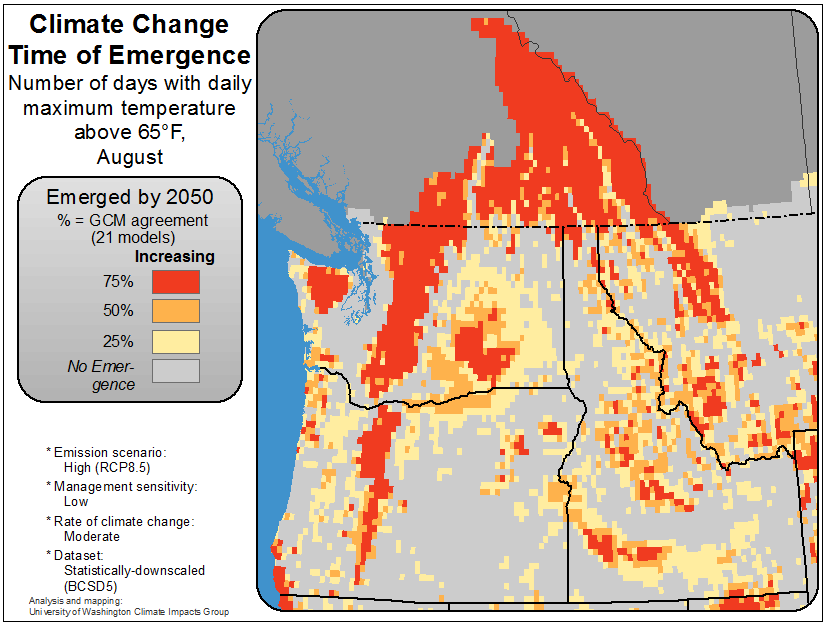 Climate Change
Time of Emergence
Number of days with daily
maximum temperature
above 65°F,
August
Emerged by 2050
% = GCM agreement
(21 models)
Increasing
75%
50%
25%
No Emer-
gence
* Emission scenario:
High (RCP8.5)
* Management sensitivity:
Low
* Rate of climate change:
Moderate
* Dataset:
Statistically-downscaled
(BCSD5)
Analysis and mapping:
University of Washington Climate Impacts Group